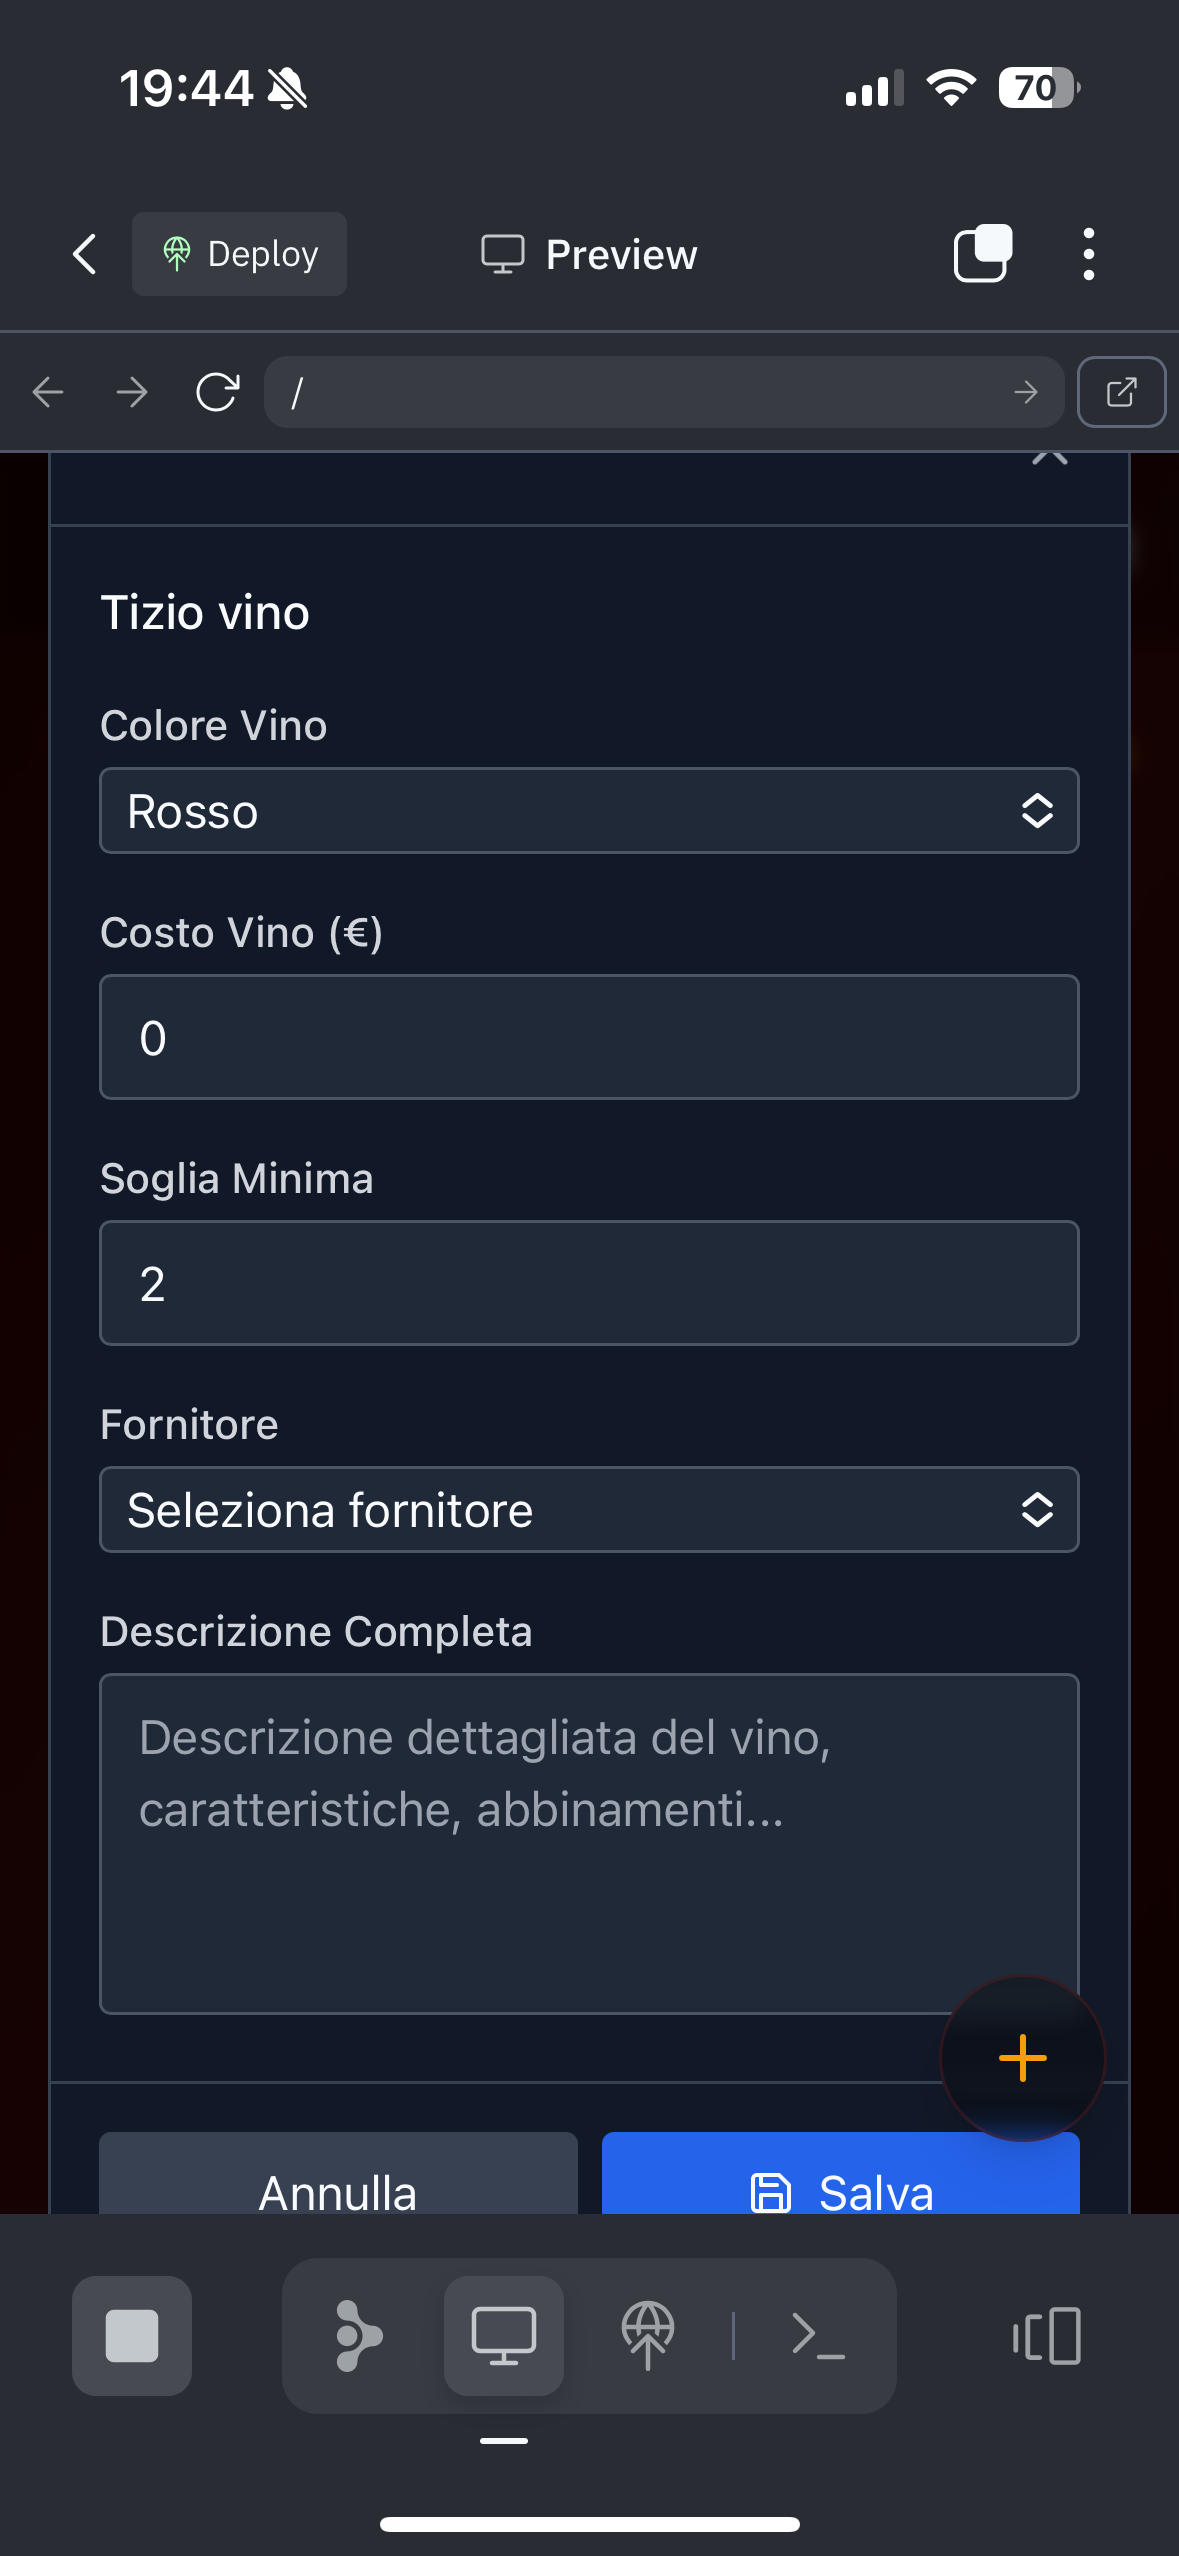 19:44
70
Deploy
Preview
/
Tizio vino
Colore Vino
Rosso
Costo Vino (€)
0
Soglia Minima
2
Fornitore
Seleziona fornitore
Descrizione Completa
Descrizione dettagliata del vino,
caratteristiche, abbinamenti...
Annulla
Salva